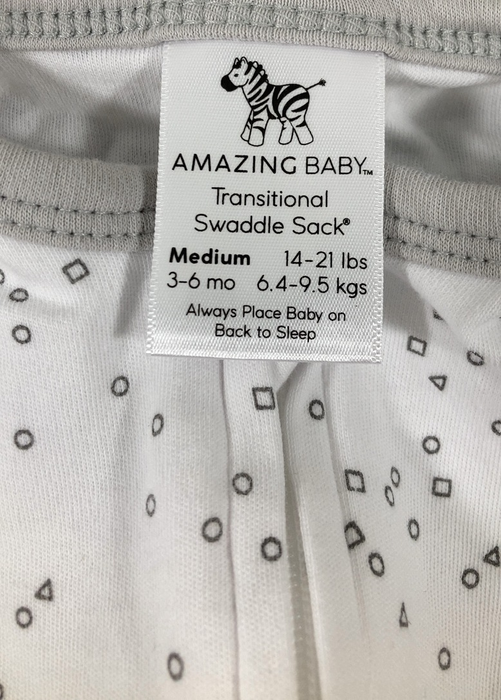 AMAZING BABY™
Transitional
Swaddle Sack®
Medium 14-21 lbs
3-6 mo 6.4-9.5 kgs
Always Place Baby on
Back to Sleep